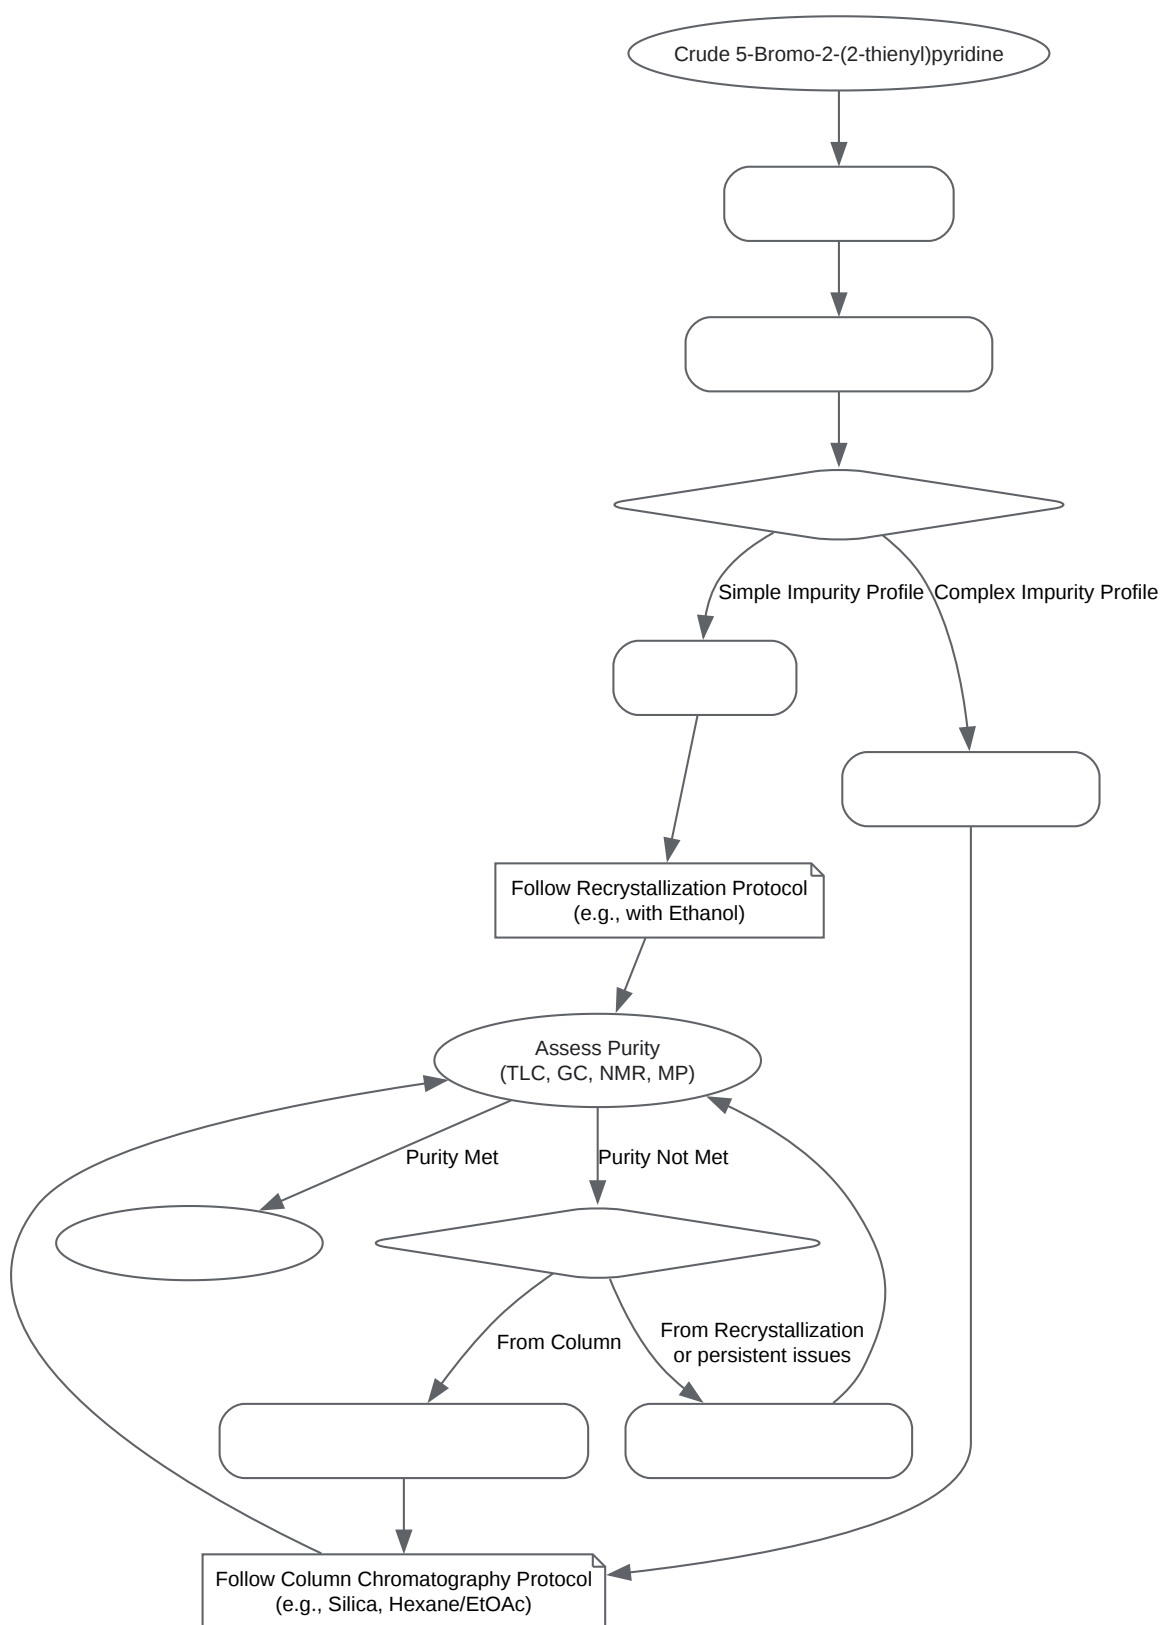 Crude 5-Bromo-2-(2-thienyl)pyridine
Simple Impurity Profile
Complex Impurity Profile
Follow Recrystallization Protocol
(e.g., with Ethanol)
Assess Purity
(TLC, GC, NMR, MP)
Purity Met
Purity Not Met
From Column
From Recrystallization
or persistent issues
Follow Column Chromatography Protocol
(e.g., Silica, Hexane/EtOAc)